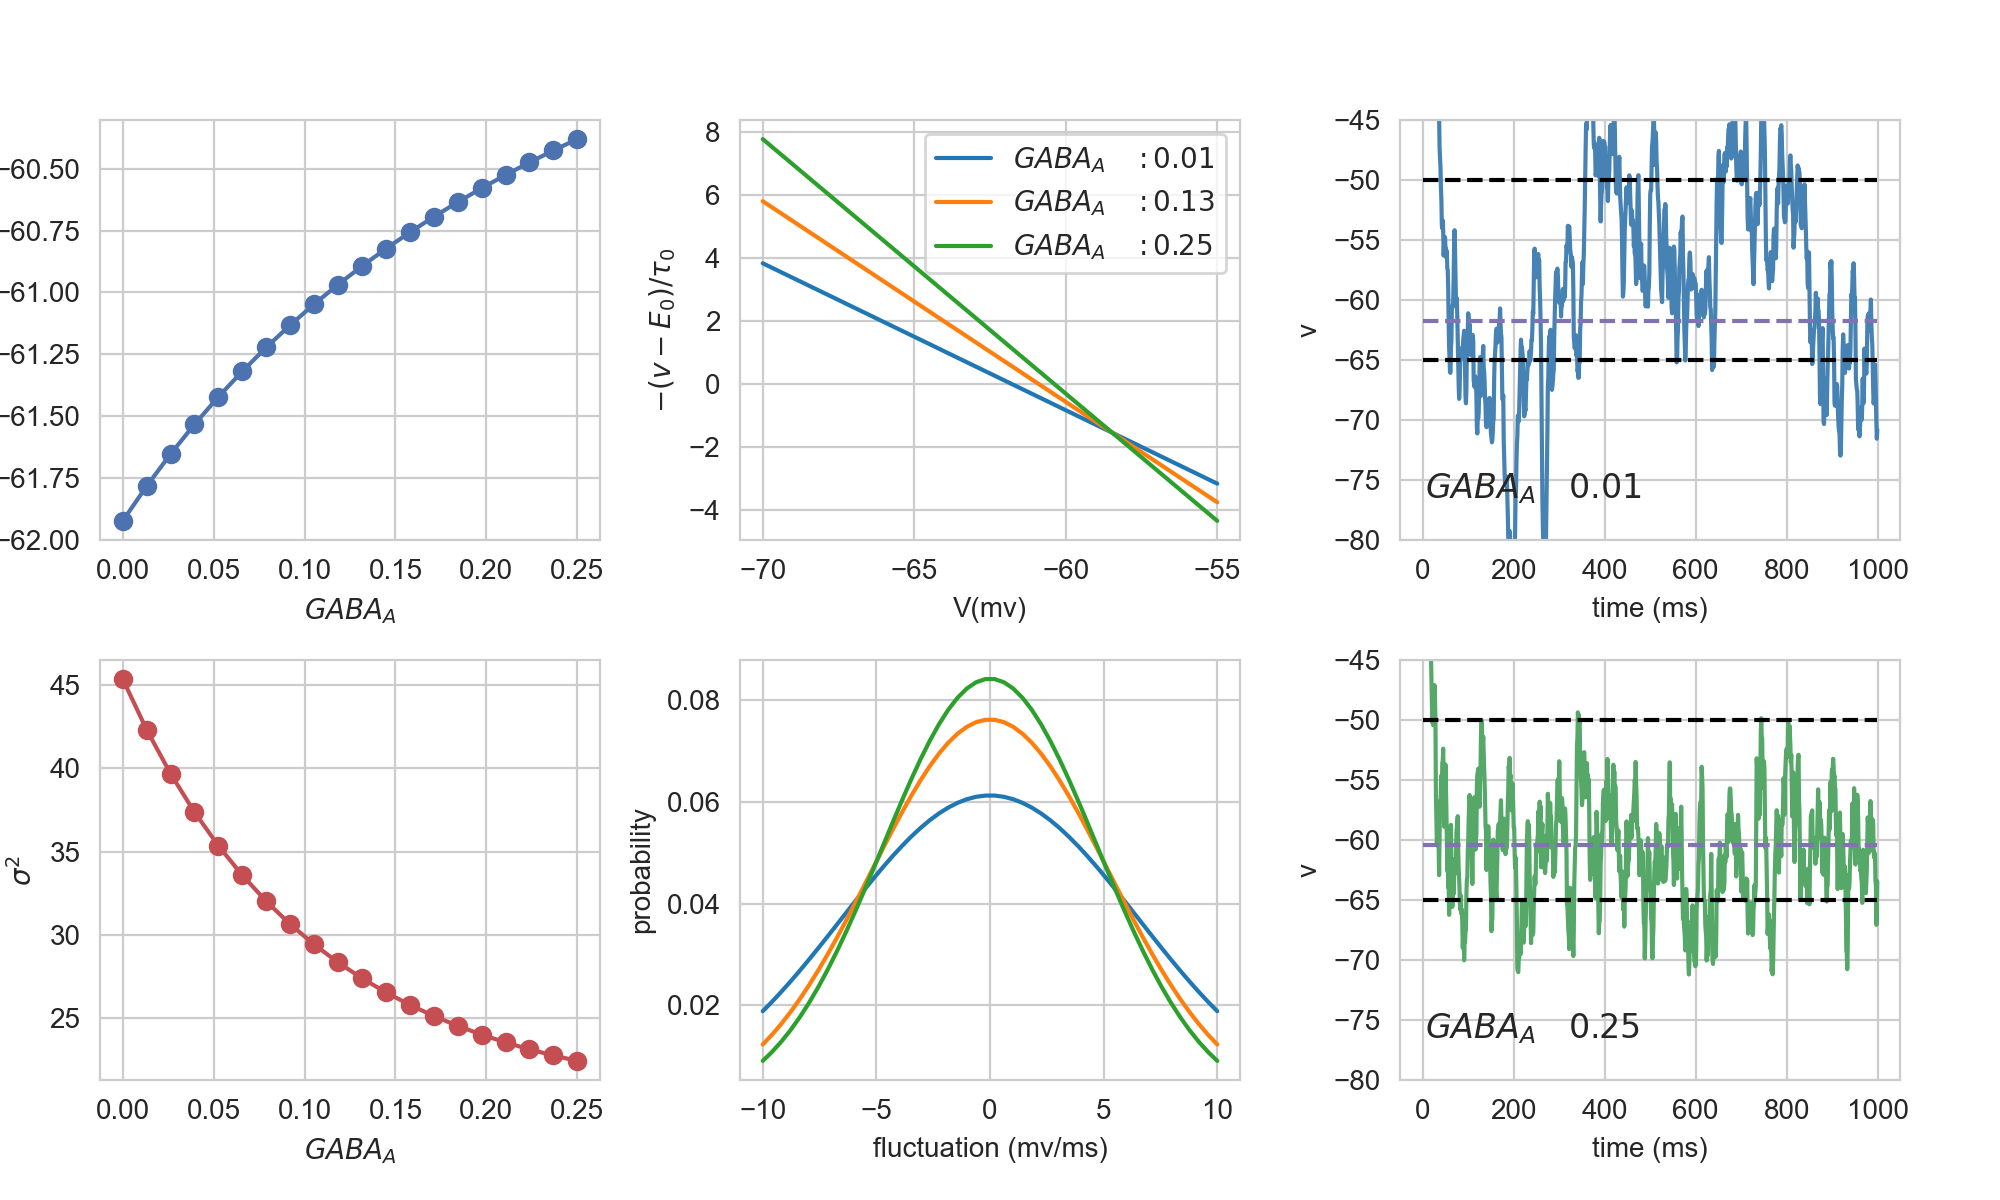 −60.50
−60.75
−61.00
−61.25
−61.50
−61.75
−62.00
0.00 0.05 0.10 0.15 0.20 0.25
GABA_A
8
6
4
2
0
−2
−4
−(v − E₀)/τ₀
GABA_A :0.01
GABA_A :0.13
GABA_A :0.25
−70 −65 −60 −55
V(mv)
−45
−50
−55
−60
−65
−70
−75
−80
v
GABA_A 0.01
0 200 400 600 800 1000
time (ms)
45
40
35
30
25
σ²
0.00 0.05 0.10 0.15 0.20 0.25
GABA_A
0.08
0.06
0.04
0.02
probability
−10 −5 0 5 10
fluctuation (mv/ms)
−45
−50
−55
−60
−65
−70
−75
−80
v
GABA_A 0.25
0 200 400 600 800 1000
time (ms)